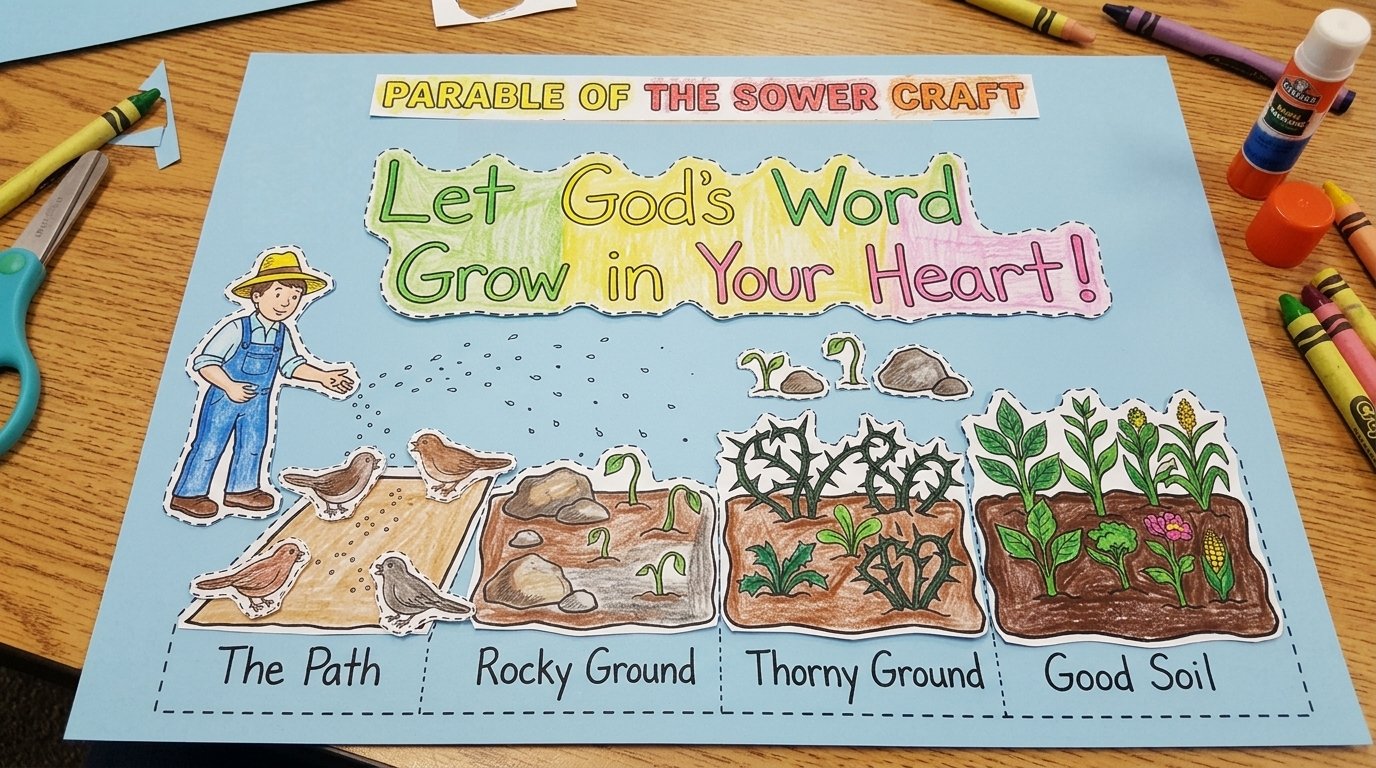 PARABLE OF THE SOWER CRAFT
Let God's Word
Grow in Your Heart!
The Path
Rocky Ground
Thorny Ground
Good Soil